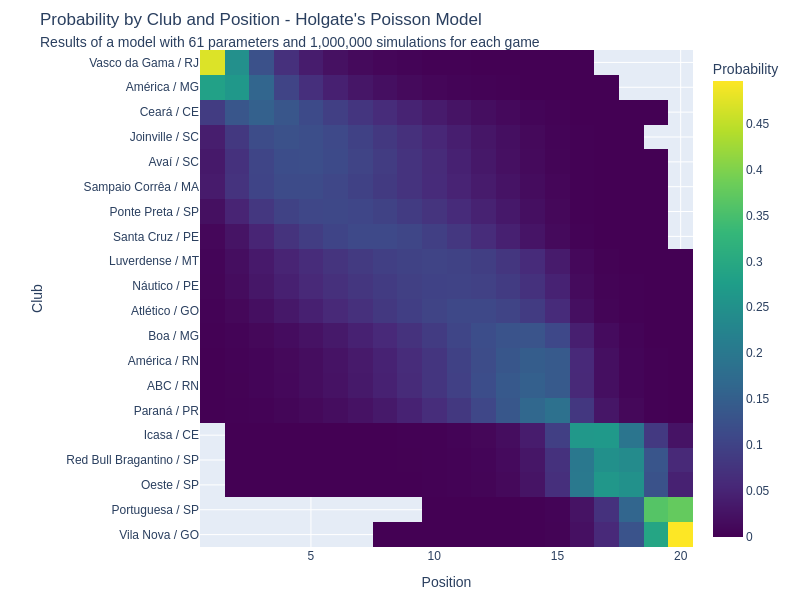 Probability by Club and Position - Holgate's Poisson Model
Results of a model with 61 parameters and 1,000,000 simulations for each game
Probability
Vasco da Gama / RJ
América / MG
Ceará / CE
Joinville / SC
Avaí / SC
Sampaio Corrêa / MA
Ponte Preta / SP
Santa Cruz / PE
Luverdense / MT
Náutico / PE
Atlético / GO
Boa / MG
América / RN
ABC / RN
Paraná / PR
Icasa / CE
Red Bull Bragantino / SP
Oeste / SP
Portuguesa / SP
Vila Nova / GO
Club
5
10
15
20
Position
0.45
0.4
0.35
0.3
0.25
0.2
0.15
0.1
0.05
0